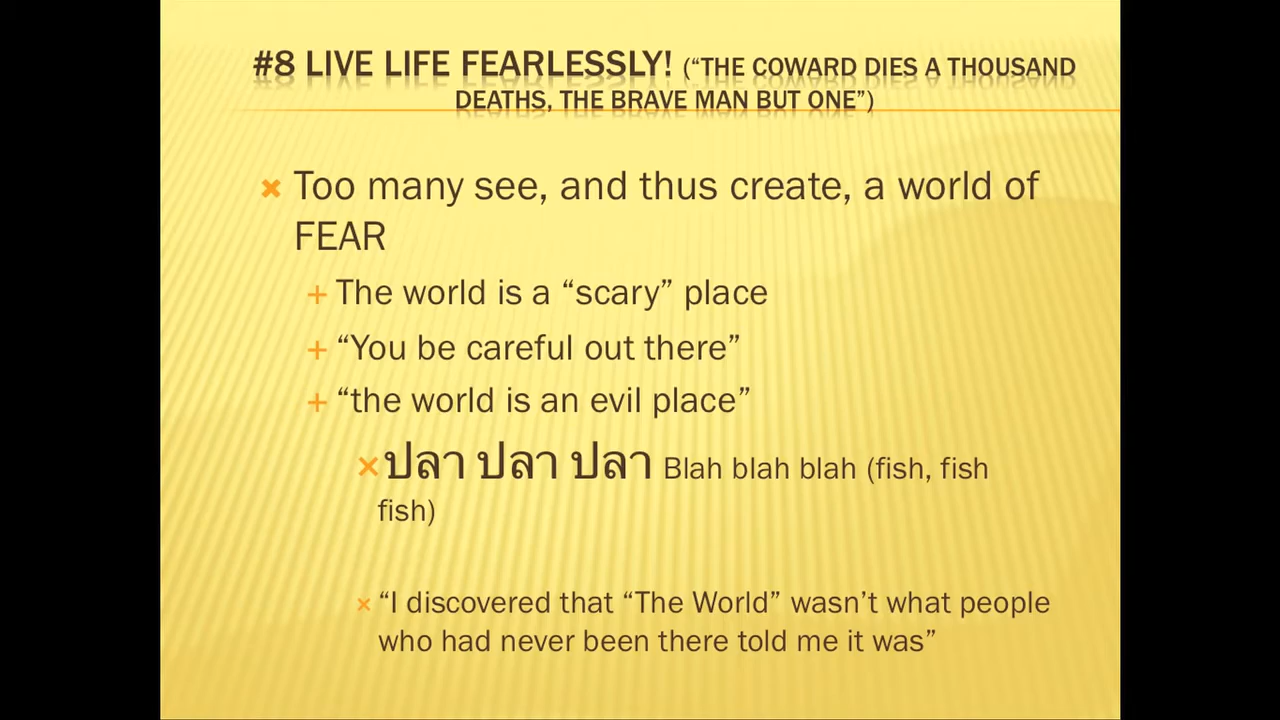 #8 LIVE LIFE FEARLESSLY! (“THE COWARD DIES A THOUSAND
DEATHS, THE BRAVE MAN BUT ONE”)
Too many see, and thus create, a world of
FEAR
The world is a “scary” place
“You be careful out there”
“the world is an evil place”
ปลา ปลา ปลา Blah blah blah (fish, fish
fish)
“I discovered that “The World” wasn’t what people
who had never been there told me it was”